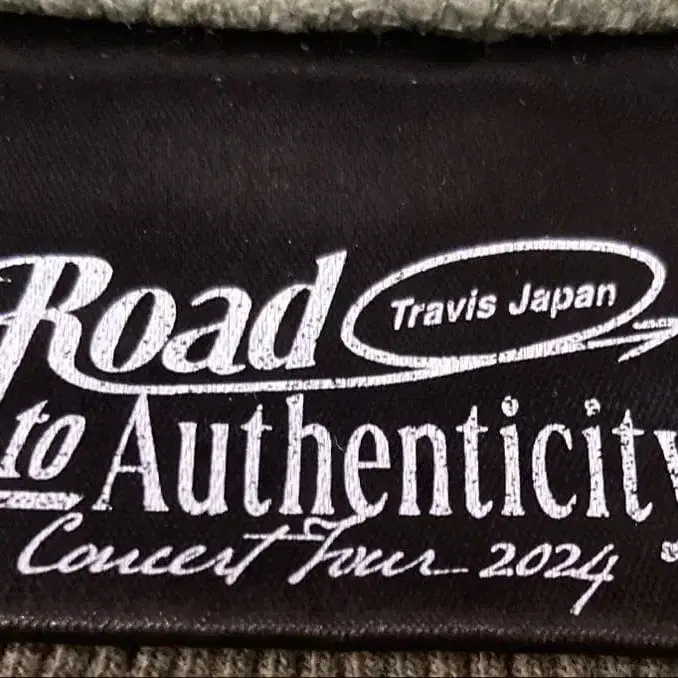 Road Travis Japan
to Authenticity
Concert Tour 2024